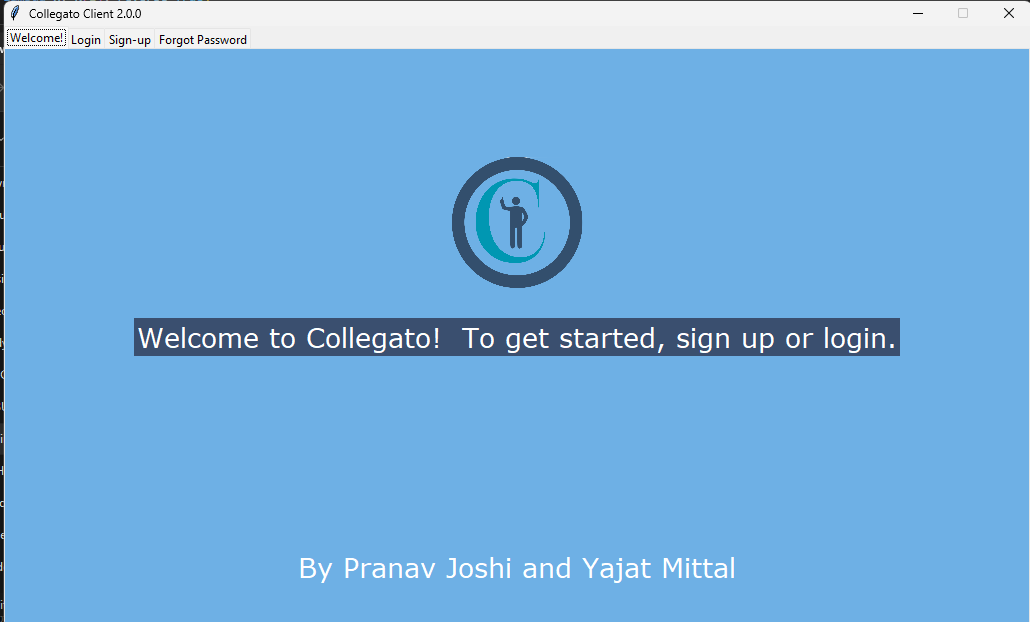 Collegato Client 2.0.0
Welcome! Login Sign-up Forgot Password
C
Welcome to Collegato!  To get started, sign up or login.
By Pranav Joshi and Yajat Mittal